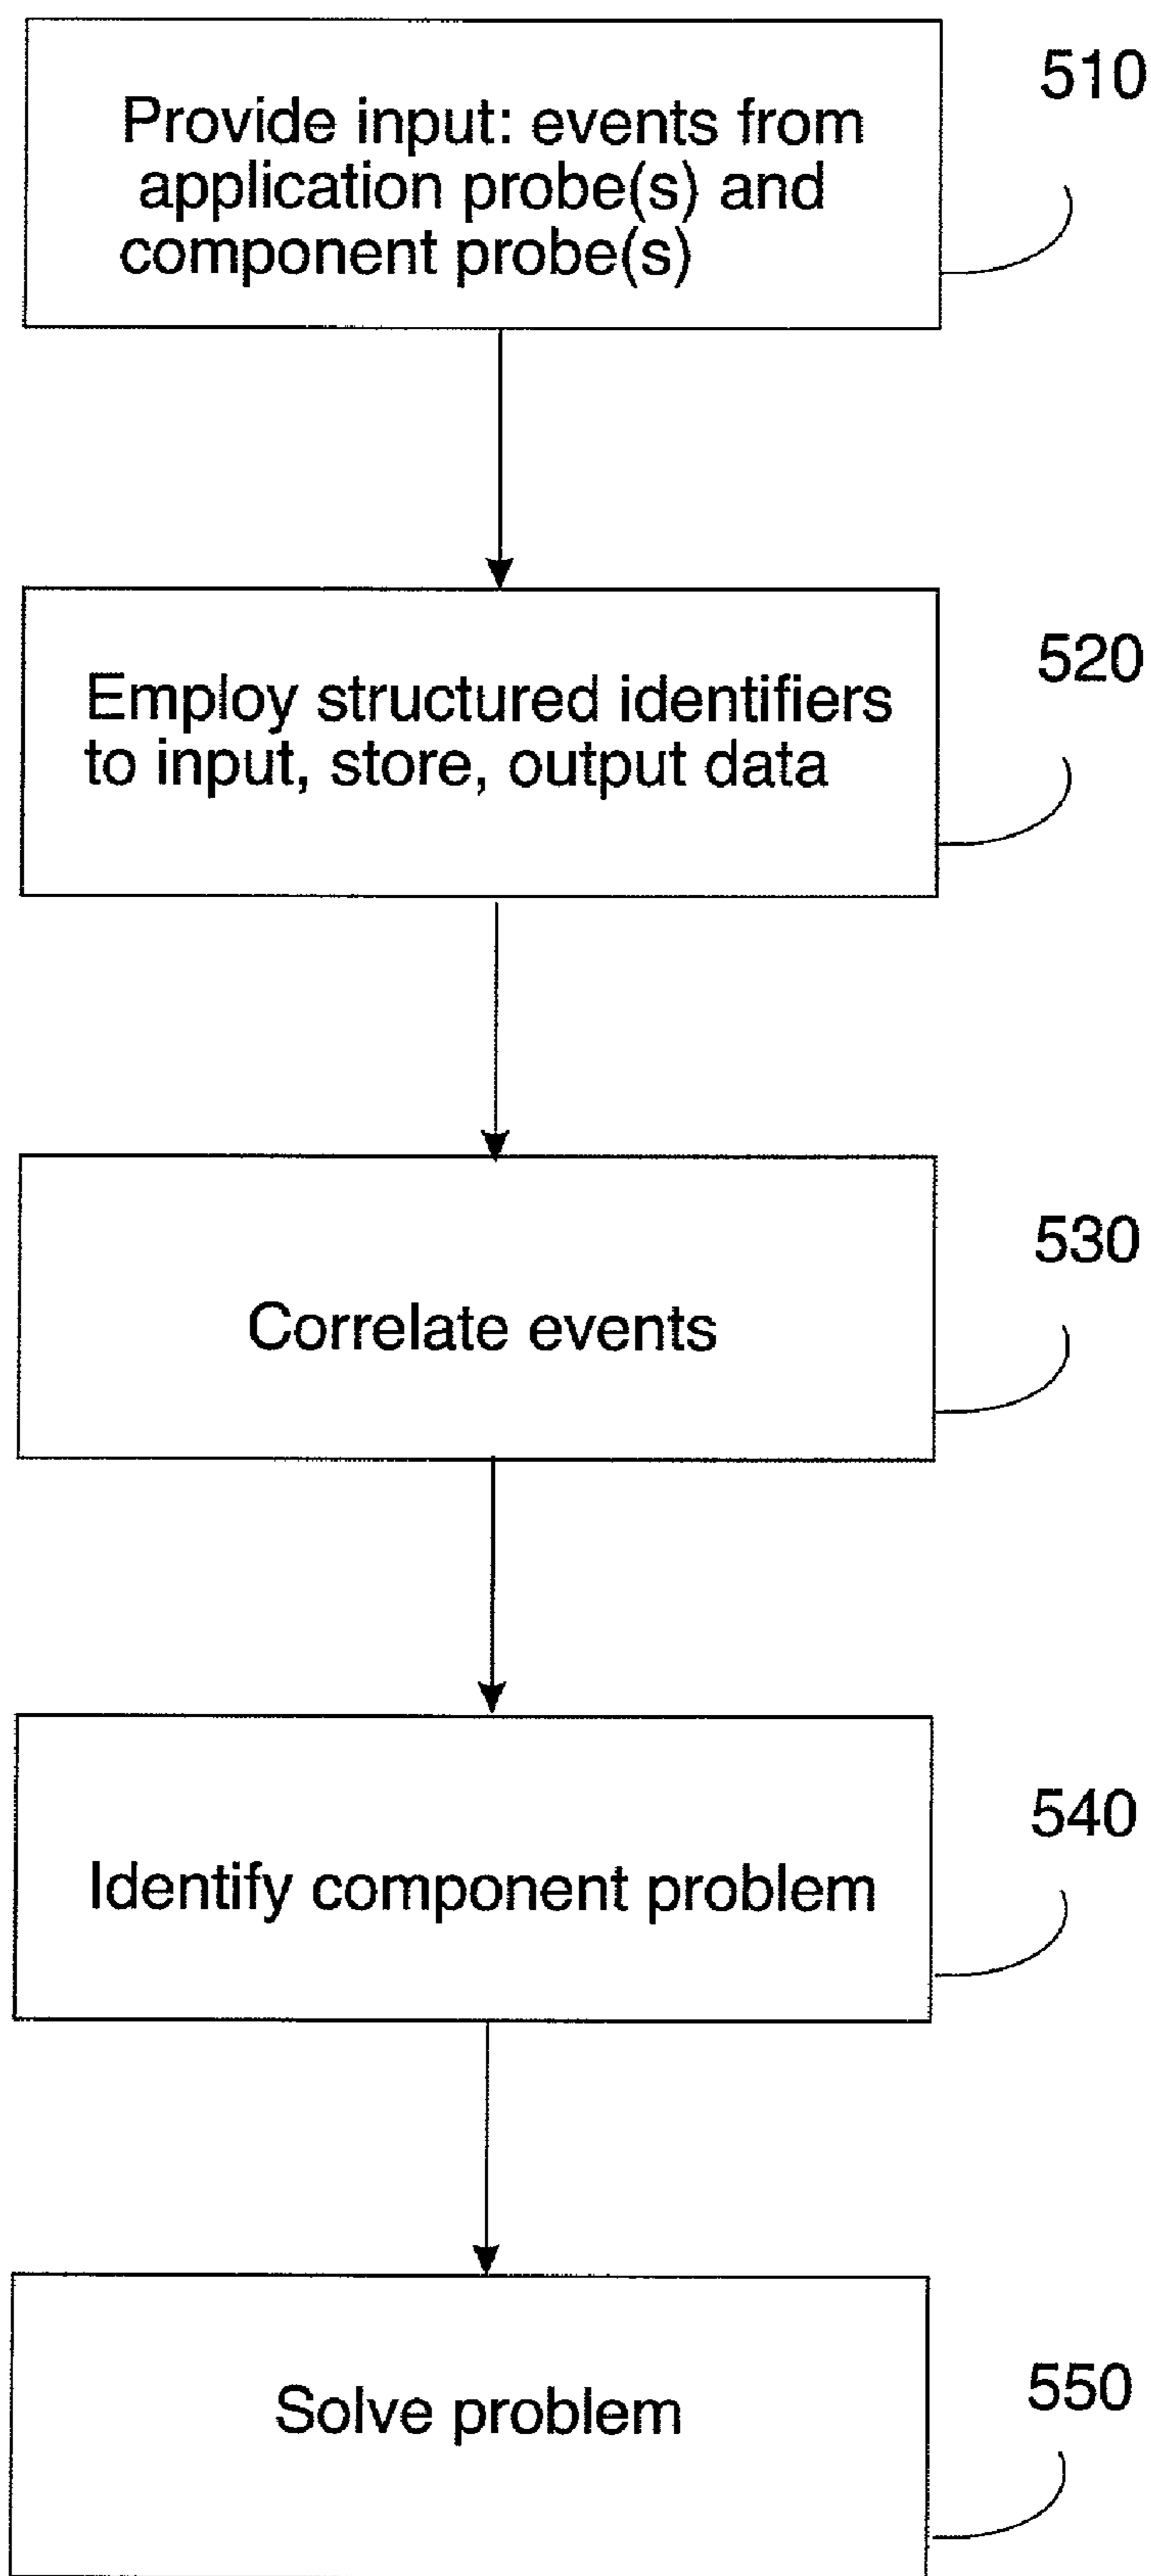 510
Provide input: events from
application probe(s) and
component probe(s)
520
Employ structured identifiers
to input, store, output data
530
Correlate events
540
Identify component problem
550
Solve problem